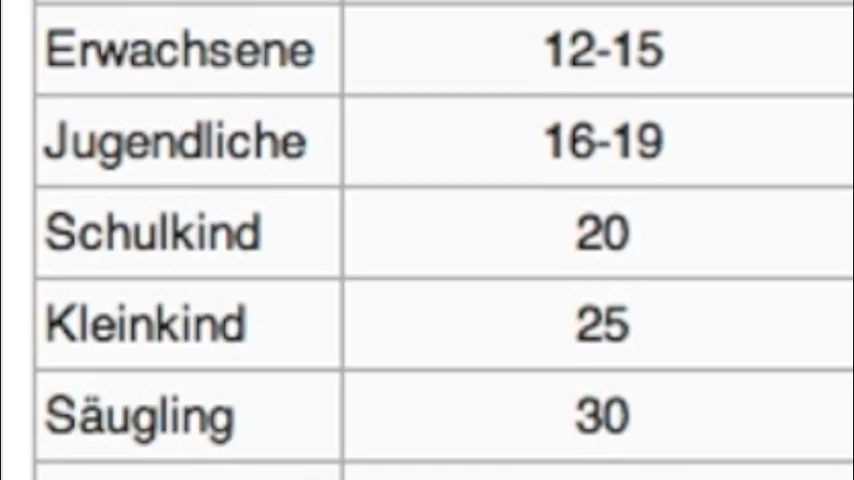 Erwachsene 12-15
Jugendliche 16-19
Schulkind 20
Kleinkind 25
Säugling 30